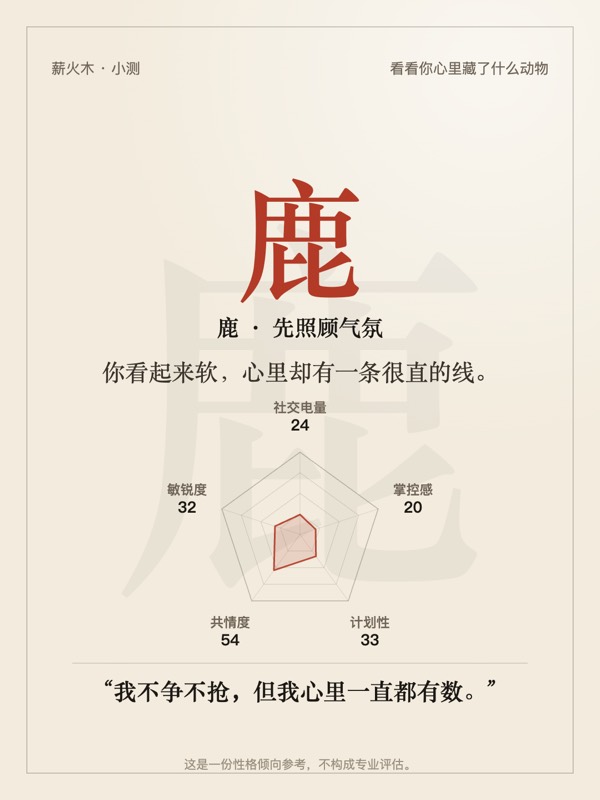 薪火木 · 小测
看看你心里藏了什么动物
鹿
鹿 · 先照顾气氛
你看起来软，心里却有一条很直的线。
社交电量
24
敏锐度
32
掌控感
20
共情度
54
计划性
33
“我不争不抢，但我心里一直都有数。”
这是一份性格倾向参考，不构成专业评估。